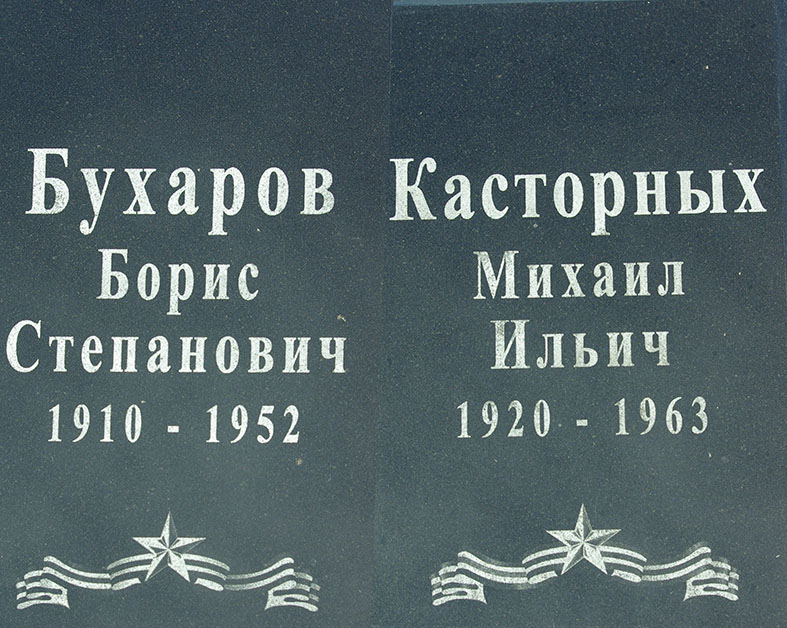 Бухаров
Борис
Степанович
1910 - 1952
Касторных
Михаил
Ильич
1920 - 1963